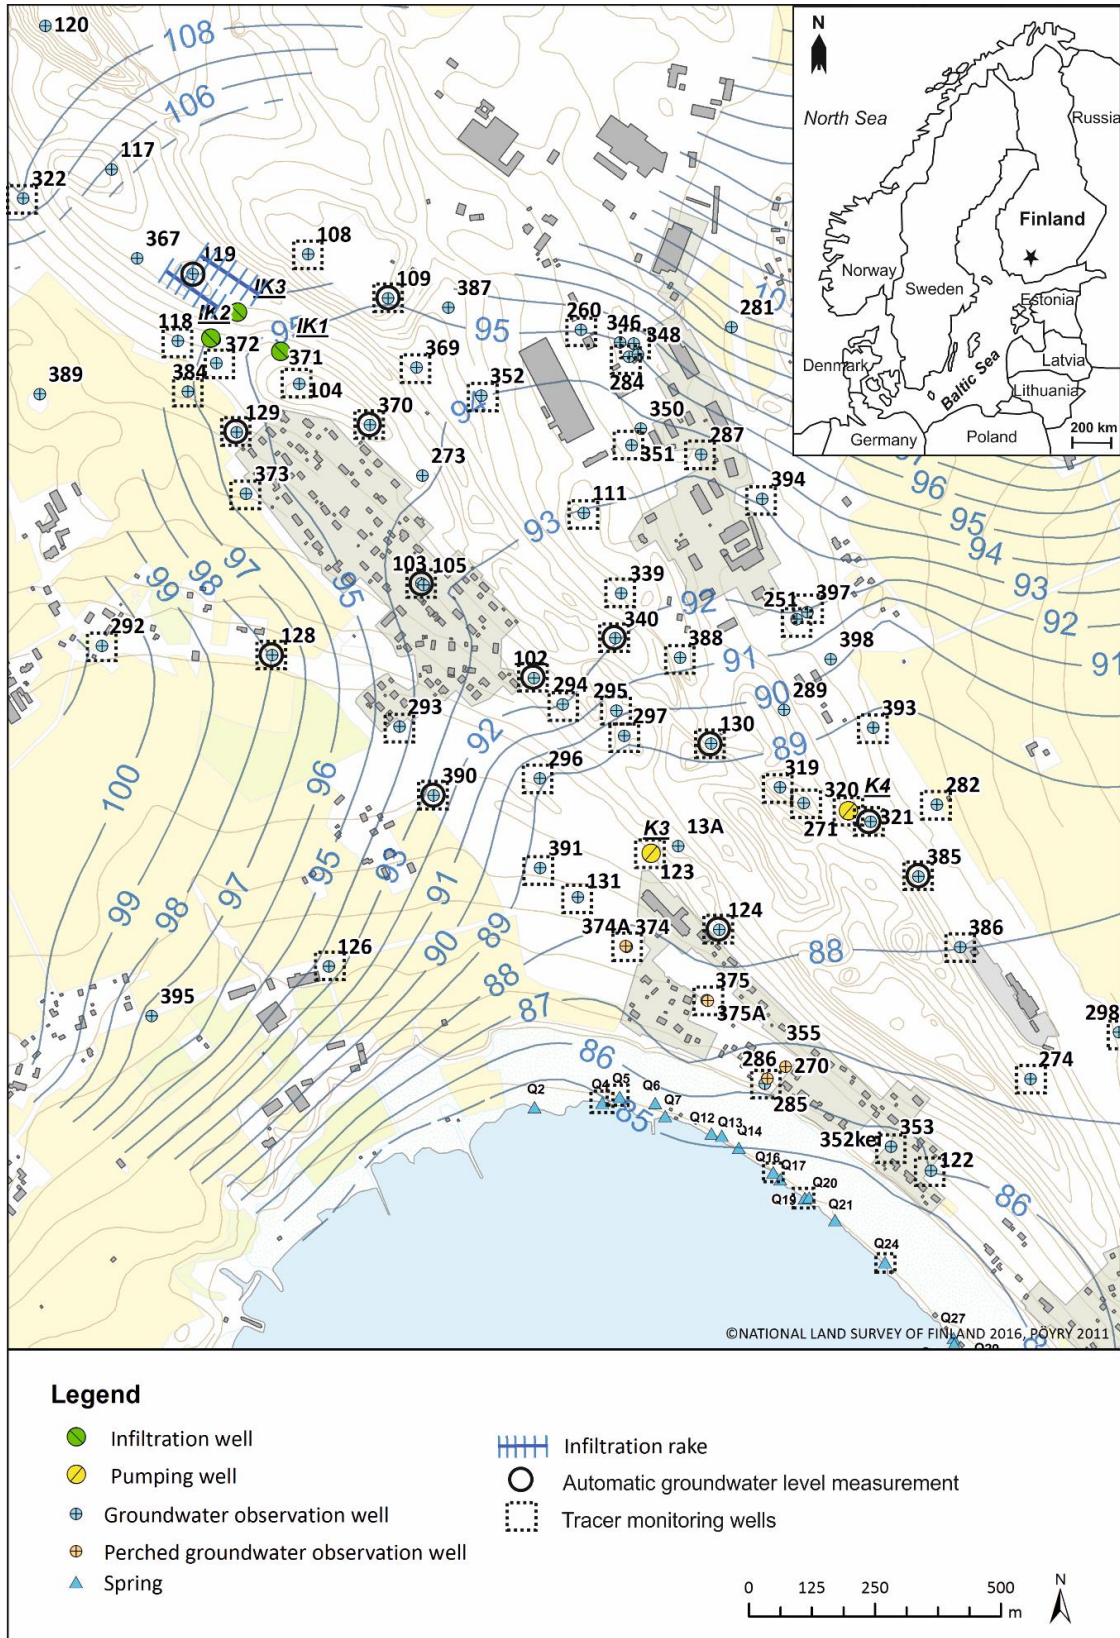 120
108
106
117
322
367
119
108
109
387
IK3
IK2
IK1
118
372
371
384
104
95
95
369
352
389
129
370
273
373
260
346
348
284
281
350
351
287
111
394
93
N
North Sea
Norway
Sweden
Finland
Russia
Estonia
Latvia
Lithuania
Denmark
Baltic Sea
Germany
Poland
200 km
96
95
94
93
92
91
103
105
339
92
340
251
397
388
398
91
99
98
97
95
292
128
102
294
295
297
289
90
393
130
89
293
92
296
390
319
320
K4
271
321
282
100
96
K3
13A
123
391
131
385
99
98
97
95
93
91
90
89
88
87
374A
374
124
88
386
126
395
375
375A
355
86
286
270
285
298
274
Q2
Q4
Q5
Q6
Q7
85
Q12
Q13
Q14
Q16
Q17
Q19
Q20
Q21
Q24
Q27
352kei
353
122
86
©NATIONAL LAND SURVEY OF FINLAND 2016, PÖYRY 2011
Legend
Infiltration well
Pumping well
Groundwater observation well
Perched groundwater observation well
Spring
Infiltration rake
Automatic groundwater level measurement
Tracer monitoring wells
0 125 250 500
m
N